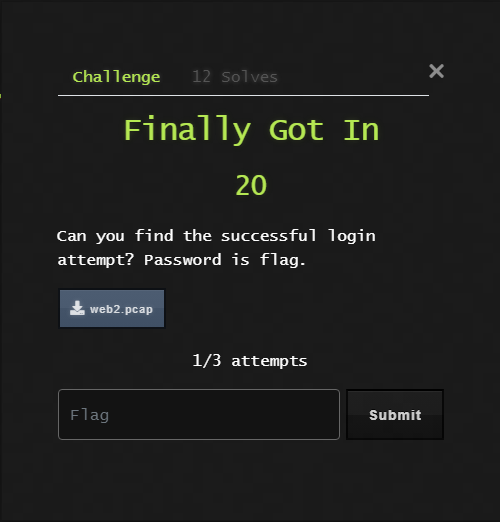 Challenge 12 Solves ×
Finally Got In
20
Can you find the successful login
attempt? Password is flag.
web2.pcap
1/3 attempts
Flag Submit